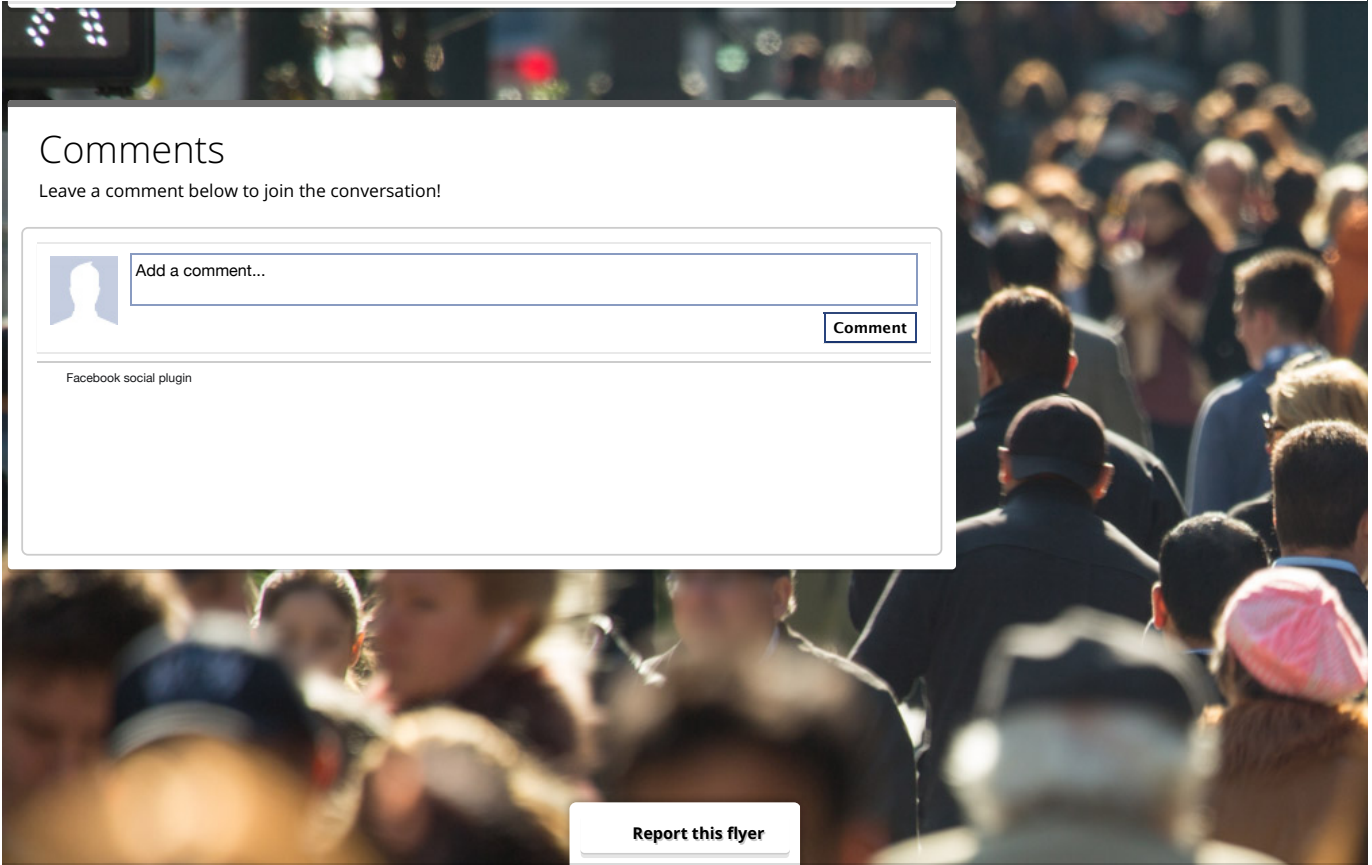 Comments
Leave a comment below to join the conversation!
Add a comment...
Comment
Facebook social plugin
Report this flyer